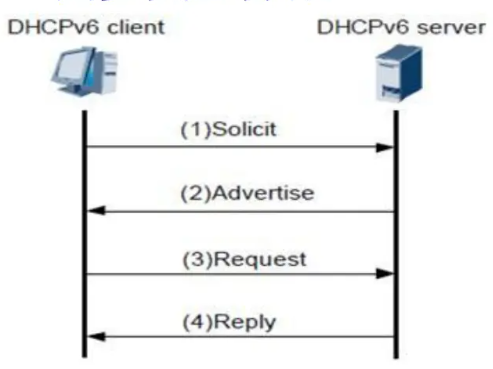 DHCPv6 client DHCPv6 server
(1)Solicit
(2)Advertise
(3)Request
(4)Reply